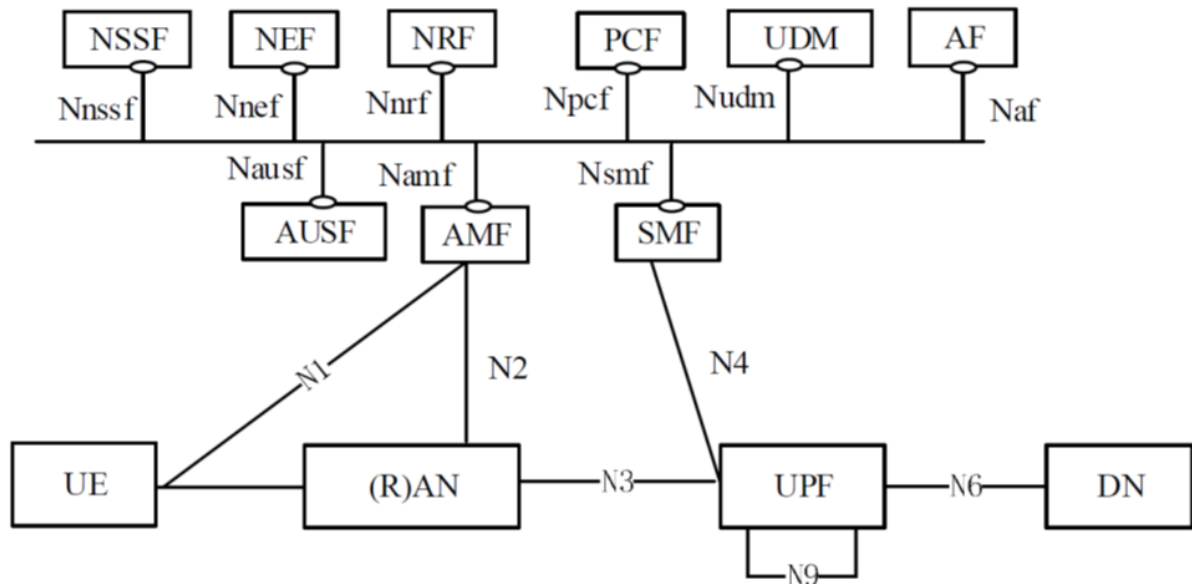 NSSF NEF NRF PCF UDM AF
Nnssf Nnef Nnrf Npcf Nudm Naf
Nausf Namf Nsmf
AUSF AMF SMF
N1 N2 N4
UE (R)AN N3 UPF N6 DN
N9